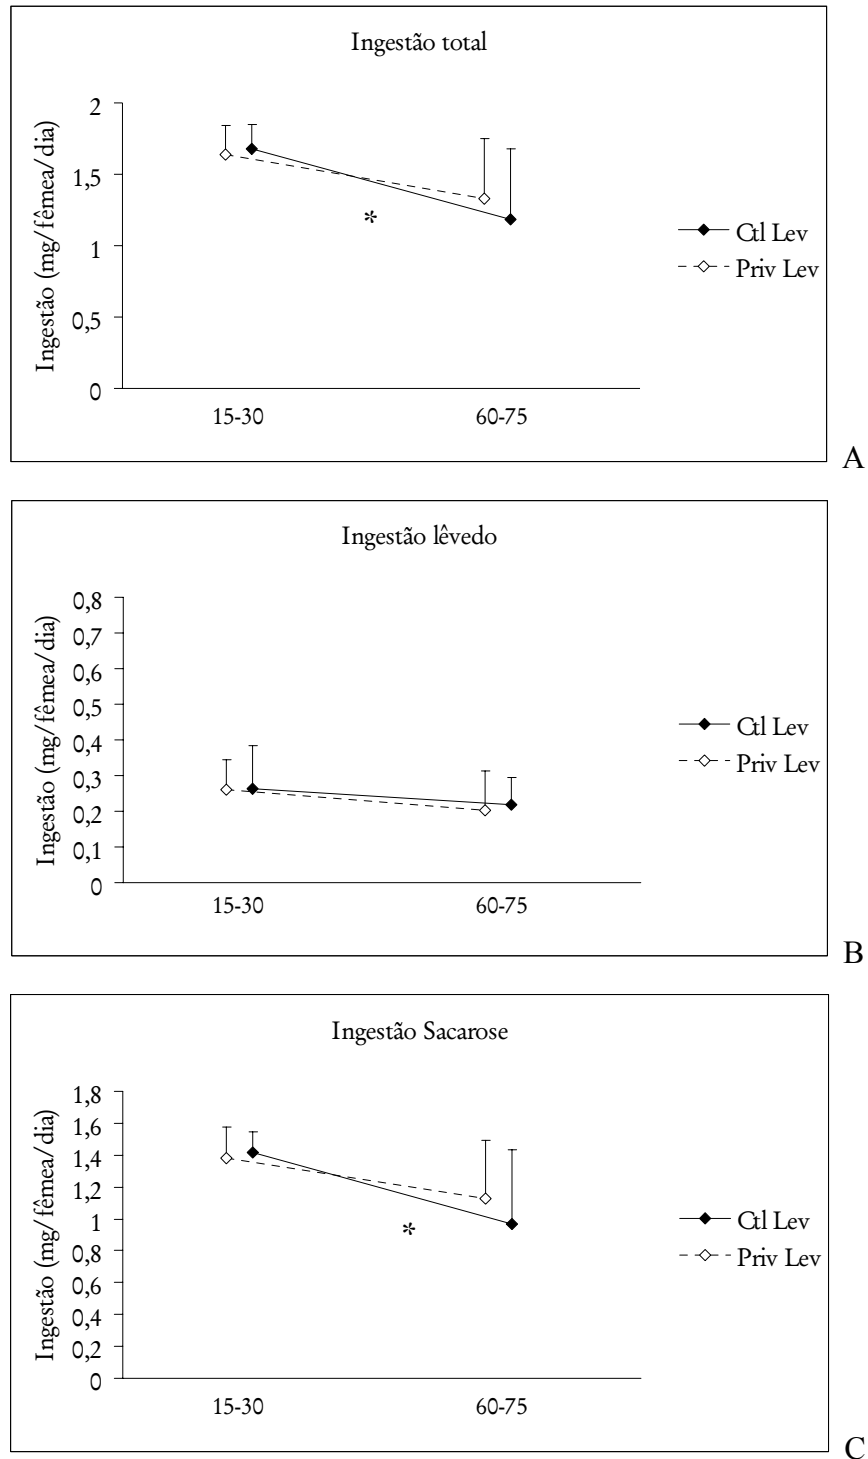 Ingestão total
Ingestão (mg/fêmea/dia)
2
1,5
1
0,5
0
*
15-30
60-75
Ctl Lev
Priv Lev
A
Ingestão lêvedo
Ingestão (mg/fêmea/dia)
0,8
0,7
0,6
0,5
0,4
0,3
0,2
0,1
0
15-30
60-75
Ctl Lev
Priv Lev
B
Ingestão Sacarose
Ingestão (mg/fêmea/dia)
1,8
1,6
1,4
1,2
1
0,8
0,6
0,4
0,2
0
*
15-30
60-75
Ctl Lev
Priv Lev
C